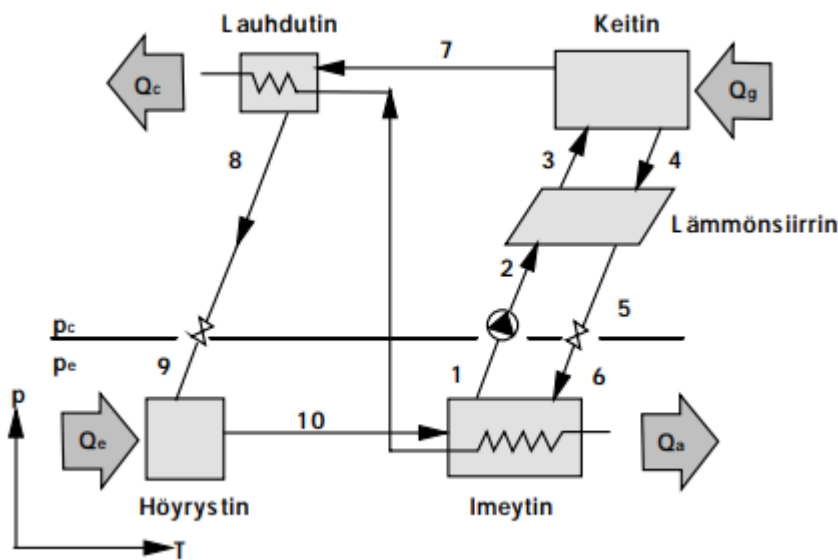 Lauhdutin
Keitin
7
Qc
Qg
8
3
4
Lämmönsiirrin
2
5
pc
pe
9
1
6
p
10
Qe
Qa
Höyrystin
Imeytin
T